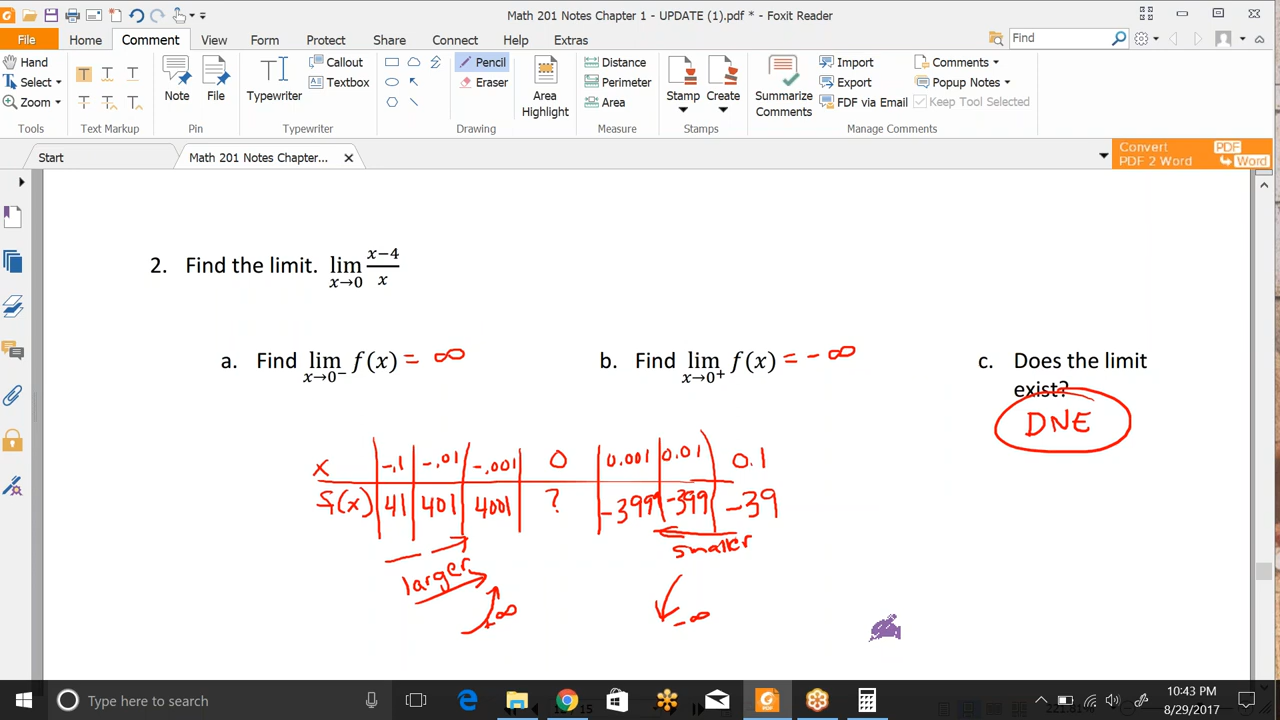 Math 201 Notes Chapter 1 - UPDATE (1).pdf * - Foxit Reader
File Home Comment View Form Protect Share Connect Help Extras Find
Hand Callout Pencil Distance Import Comments
Select Textbox Eraser Perimeter Export Popup Notes
Zoom Note File Typewriter Area Highlight Area Stamp Create Summarize Comments FDF via Email Keep Tool Selected
Tools Text Markup Pin Typewriter Drawing Measure Stamps Manage Comments
Start Math 201 Notes Chapter... Convert PDF 2 Word PDF Word
2. Find the limit. lim x→0 x−4/x
a. Find lim x→0− f(x) = ∞ b. Find lim x→0+ f(x) = -∞ c. Does the limit
exist?
DNE
x -.1 -.01 -.001 0 0.001 0.01 0.1
f(x) 41 401 4001 ? -3999 -399 -39
larger smaller
+∞ -∞
Type here to search 10:43 PM
8/29/2017